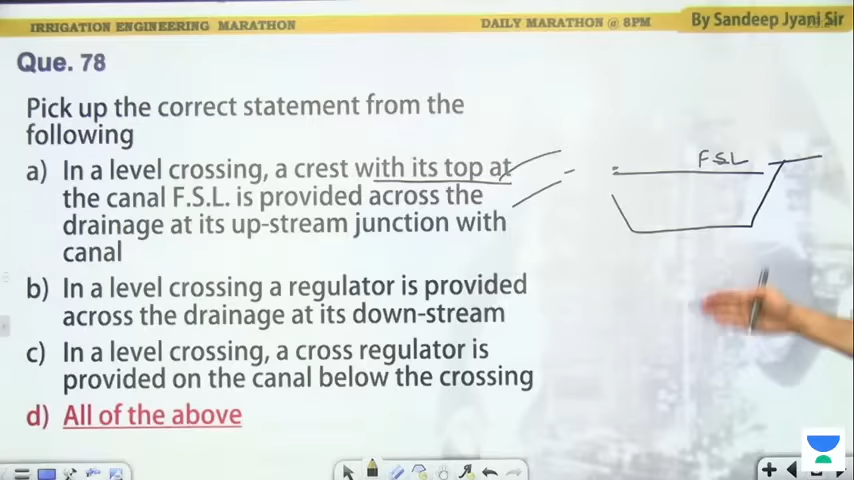 IRRIGATION ENGINEERING MARATHON
DAILY MARATHON @ 8PM
By Sandeep Jyani Sir
Que. 78
Pick up the correct statement from the
following
a) In a level crossing, a crest with its top at
the canal F.S.L. is provided across the
drainage at its up-stream junction with
canal
b) In a level crossing a regulator is provided
across the drainage at its down-stream
c) In a level crossing, a cross regulator is
provided on the canal below the crossing
d) All of the above
FSL